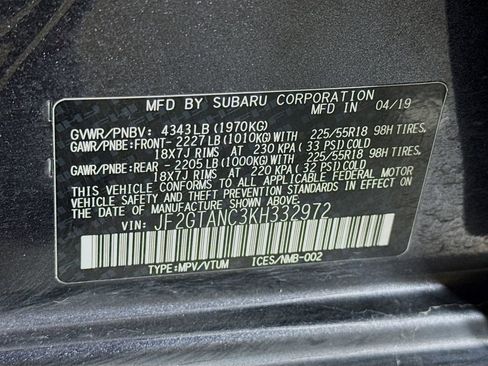 MFD BY SUBARU CORPORATION
MFD IN 04/19
GVWR/PNBV: 4343LB(1970KG)
GAWR/PNBE:FRONT- 2227LB(1010KG)WITH 225/55R18 98H TIRES,
18X7J RIMS AT 230 KPA( 33 PSI)COLD
GAWR/PNBE:REAR - 2205LB(1000KG)WITH 225/55R18 98H TIRES,
18X7J RIMS AT 220 KPA( 32 PSI)COLD
THIS VEHICLE CONFORMS TO ALL APPLICABLE FEDERAL MOTOR
VEHICLE SAFETY AND THEFT PREVENTION STANDARDS
IN EFFECT ON THE DATE OF MANUFACTURE SHOWN ABOVE.
VIN: JF2GTANC3KH332972
TYPE:MPV/VTUM ICES/NMB-002